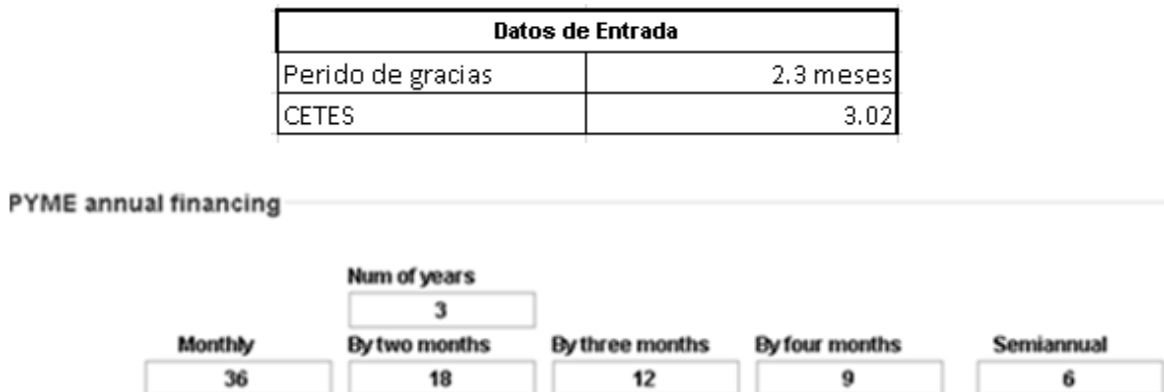 Datos de Entrada
Perido de gracias 2.3 meses
CETES 3.02
PYME annual financing
Num of years
3
Monthly By two months By three months By four months Semiannual
36 18 12 9 6